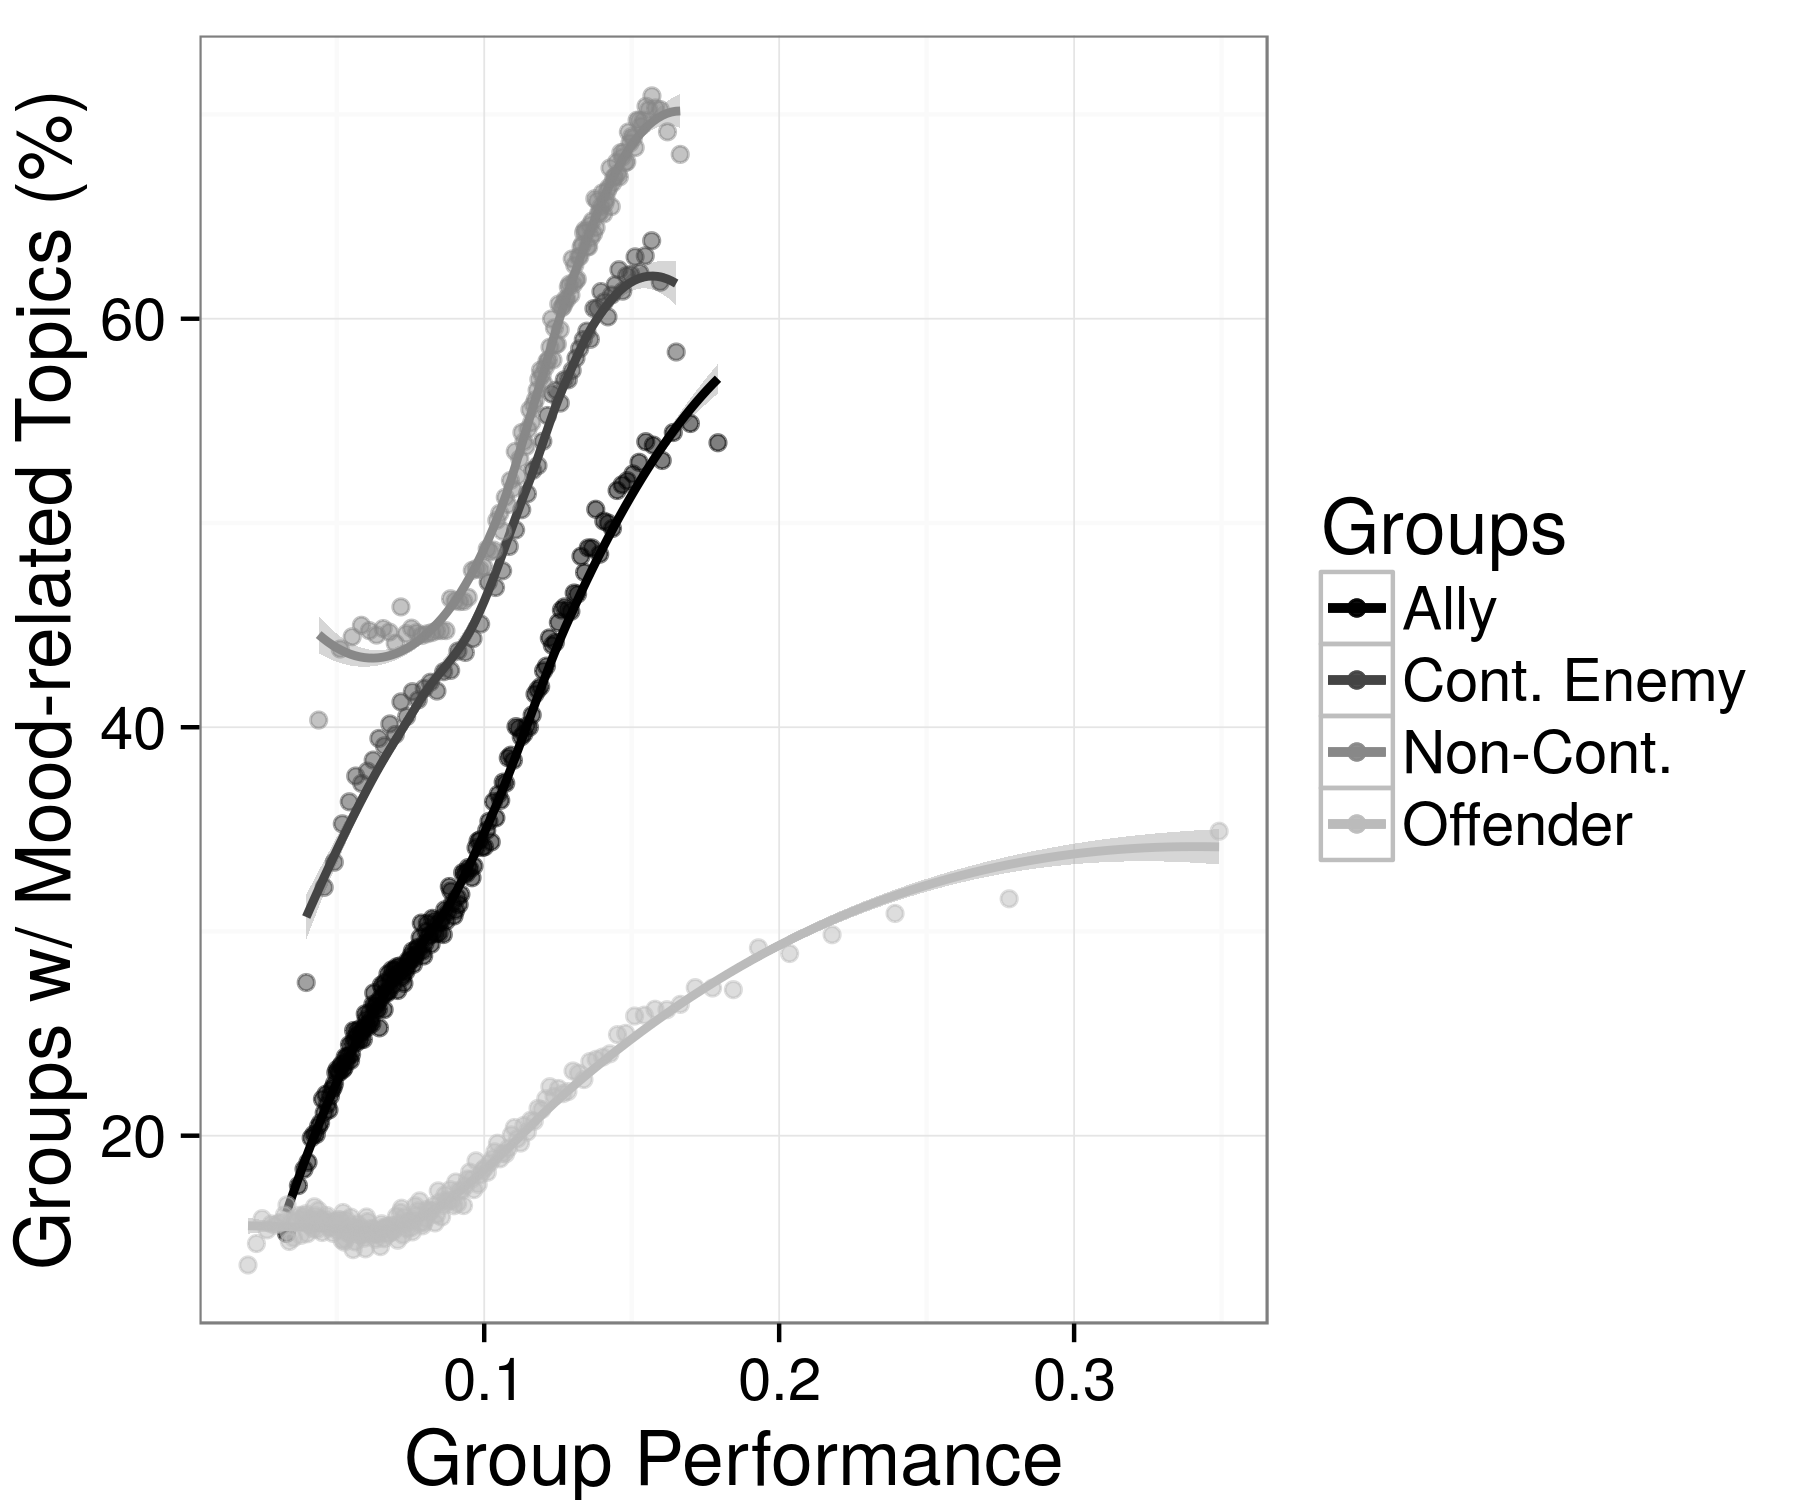 Groups w/ Mood-related Topics (%)
60
40
20
0.1
0.2
0.3
Group Performance
Groups
Ally
Cont. Enemy
Non-Cont.
Offender